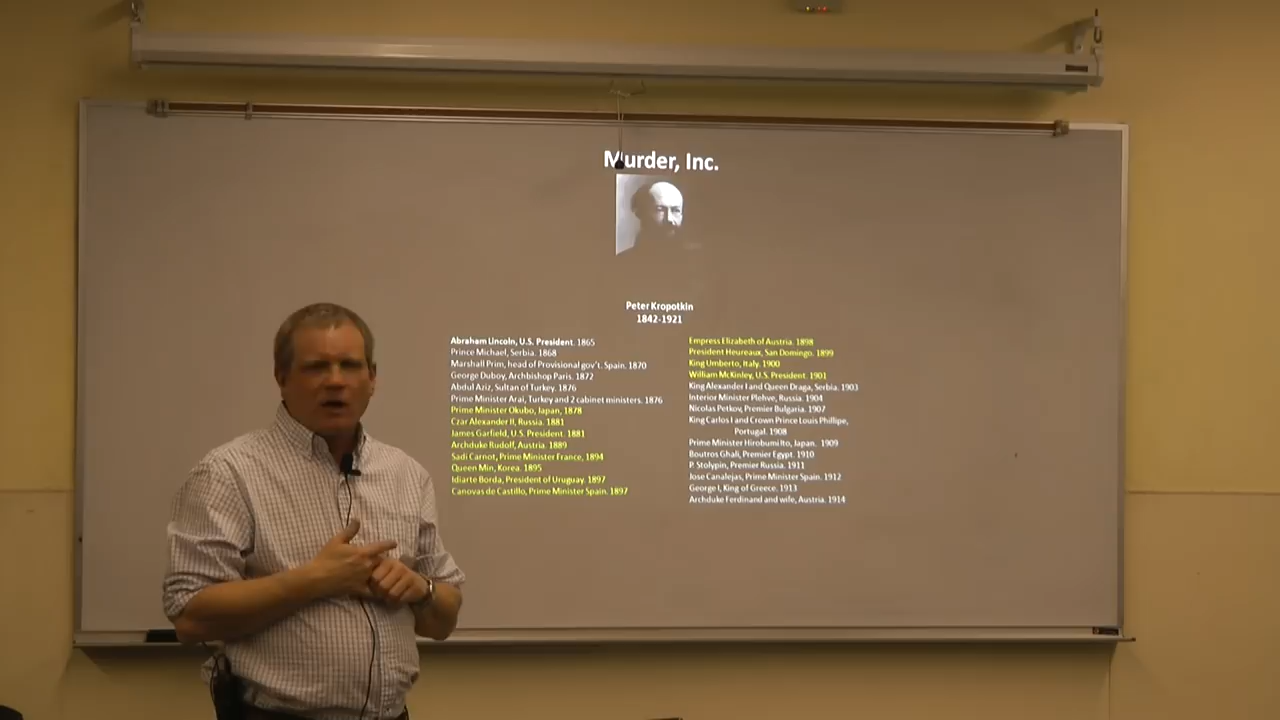 Murder, Inc.
Peter Kropotkin
1842-1921
Abraham Lincoln, U.S. President. 1865
Prince Michael, Serbia. 1868
Marshall Prim, head of Provisional gov't. Spain. 1870
George Duboy, Archbishop Paris. 1872
Abdul Aziz, Sultan of Turkey. 1876
Prime Minister Arai, Turkey and 2 cabinet ministers. 1876
Prime Minister Okubo, Japan, 1878
Czar Alexander II, Russia. 1881
James Garfield, U.S. President. 1881
Archduke Rudolf, Austria. 1889
Sadi Carnot, Prime Minister France, 1894
Queen Min, Korea. 1895
Idiarte Borda, President of Uruguay. 1897
Canovas de Castillo, Prime Minister Spain. 1897
Empress Elizabeth of Austria. 1898
President Heureaux, San Domingo. 1899
King Umberto, Italy. 1900
William McKinley, U.S. President. 1901
King Alexander I and Queen Draga, Serbia. 1903
Interior Minister Plehve, Russia. 1904
Nicolas Petkov, Premier Bulgaria. 1907
King Carlos I and Crown Prince Louis Phillipe,
Portugal. 1908
Prime Minister Hirobumi Ito, Japan. 1909
Boutros Ghali, Premier Egypt. 1910
P. Stolypin, Premier Russia. 1911
Jose Canalejas, Prime Minister Spain. 1912
George I, King of Greece. 1913
Archduke Ferdinand and wife, Austria. 1914